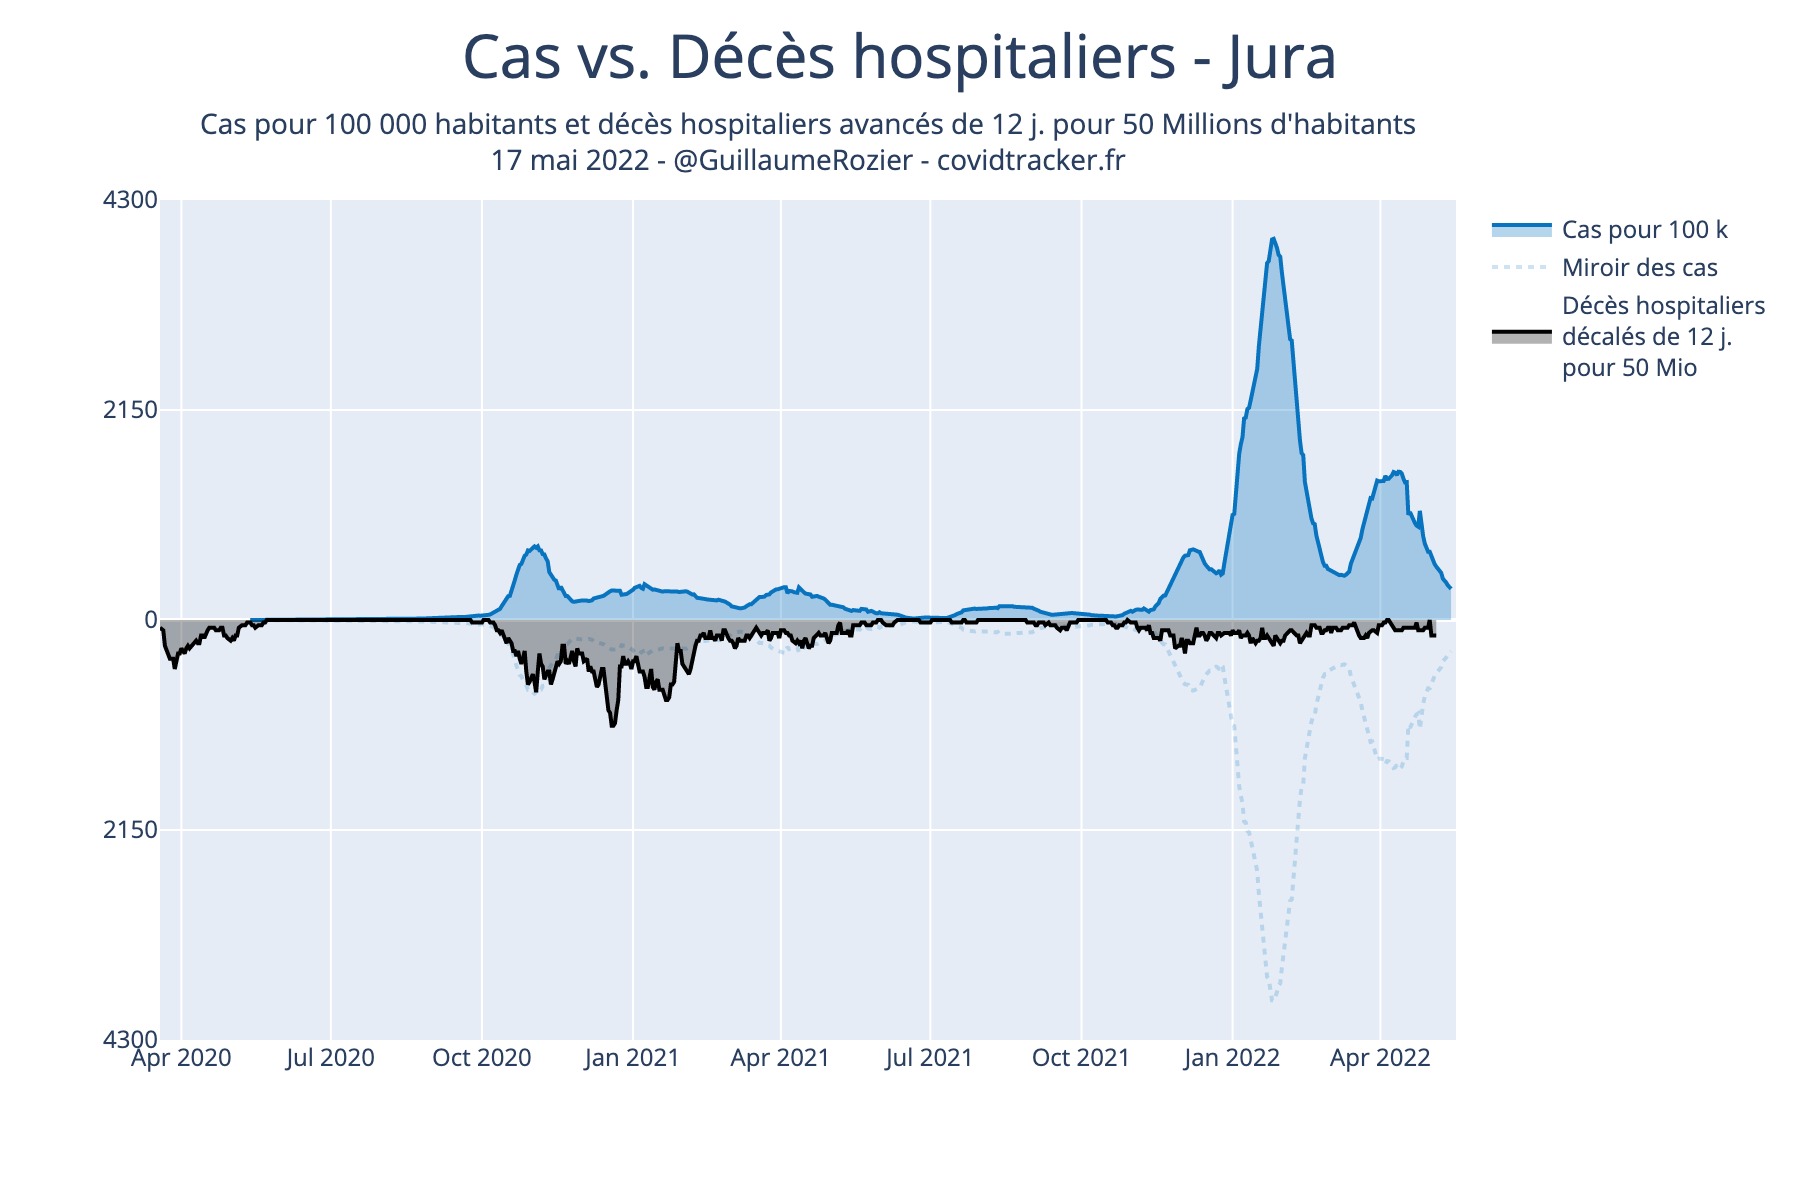 Cas vs. Décès hospitaliers - Jura
Cas pour 100 000 habitants et décès hospitaliers avancés de 12 j. pour 50 Millions d'habitants
17 mai 2022 - @GuillaumeRozier - covidtracker.fr
4300
2150
0
2150
4300
Apr 2020
Jul 2020
Oct 2020
Jan 2021
Apr 2021
Jul 2021
Oct 2021
Jan 2022
Apr 2022
Cas pour 100 k
Miroir des cas
Décès hospitaliers
décalés de 12 j.
pour 50 Mio